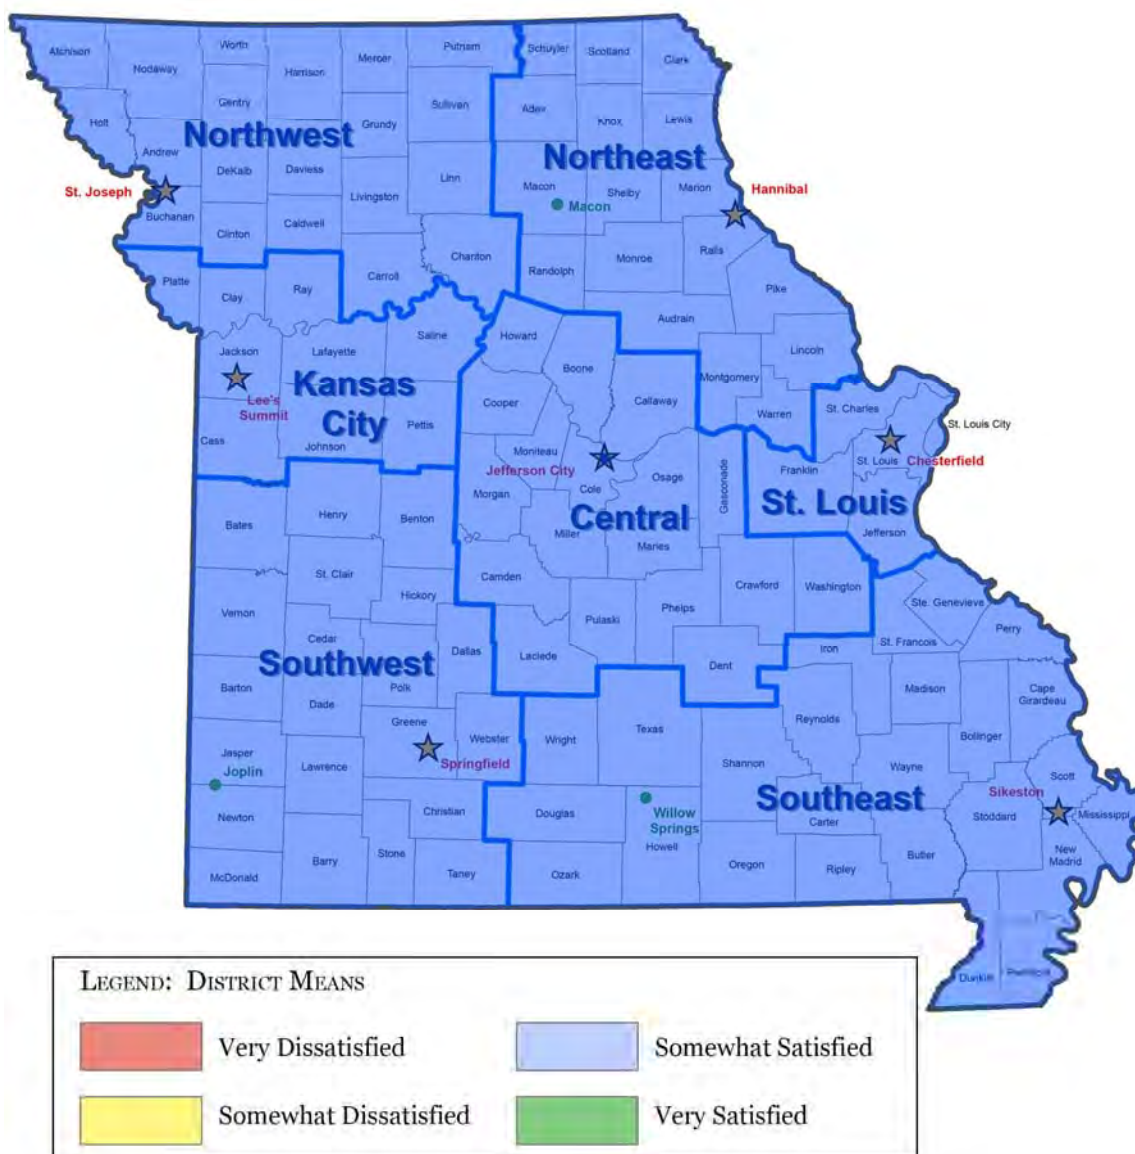 Atchison
Nodaway
Worth
Harrison
Mercer
Putnam
Schuyler
Scotland
Clark
Sullivan
Gentry
Holt
Andrew
Northwest
Grundy
Adair
Knox
Lewis
Northeast
DeKalb
Daviess
Linn
Macon
Shelby
Marion
Hannibal
St. Joseph
Livingston
Macon
Buchanan
Clinton
Caldwell
Chariton
Carroll
Randolph
Monroe
Ralls
Pike
Platte
Clay
Ray
Saline
Audrain
Howard
Boone
Lincoln
Jackson
Lafayette
Kansas
City
Lee's
Summit
Cooper
Callaway
Montgomery
Warren
St. Charles
St. Louis City
Cass
Johnson
Pettis
Moniteau
Jefferson City
Cole
Osage
Gasconade
Franklin
St. Louis
Chesterfield
St. Louis
Morgan
Central
Miller
Maries
Jefferson
Bates
Henry
Benton
St. Clair
Hickory
Camden
Pulaski
Phelps
Crawford
Washington
Ste. Genevieve
Vernon
Cedar
Dallas
Laclede
Dent
Iron
St. Francois
Perry
Southwest
Barton
Dade
Polk
Greene
Webster
Wright
Texas
Reynolds
Madison
Cape
Girardeau
Bollinger
Jasper
Joplin
Lawrence
Springfield
Shannon
Wayne
Scott
Southeast
Sikeston
Newton
Christian
Douglas
Willow
Springs
Howell
Carter
Stoddard
Mississippi
McDonald
Barry
Stone
Taney
Ozark
Oregon
Ripley
Butler
New
Madrid
Dunklin
LEGEND: DISTRICT MEANS
Very Dissatisfied
Somewhat Satisfied
Somewhat Dissatisfied
Very Satisfied